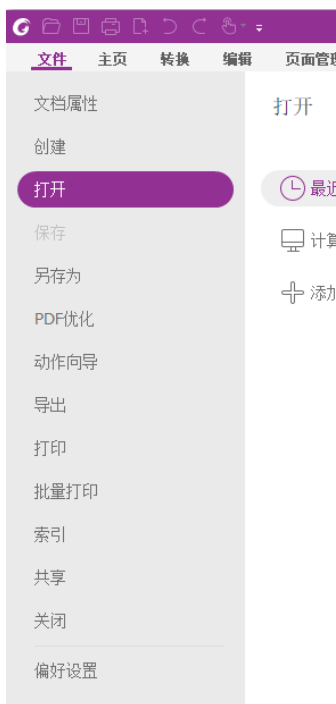 文件 主页 转换 编辑 页面管
文档属性
打开
创建
打开
最近
保存
计算
另存为
添加
PDF优化
动作向导
导出
打印
批量打印
索引
共享
关闭
偏好设置